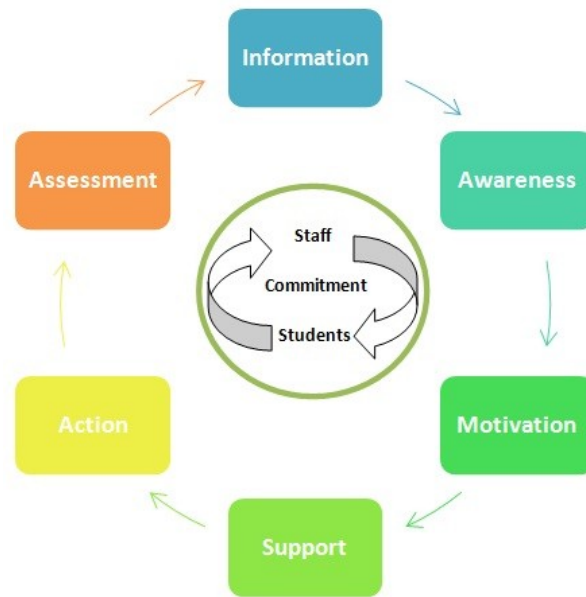 Information
Assessment
Awareness
Staff
Commitment
Students
Action
Motivation
Support